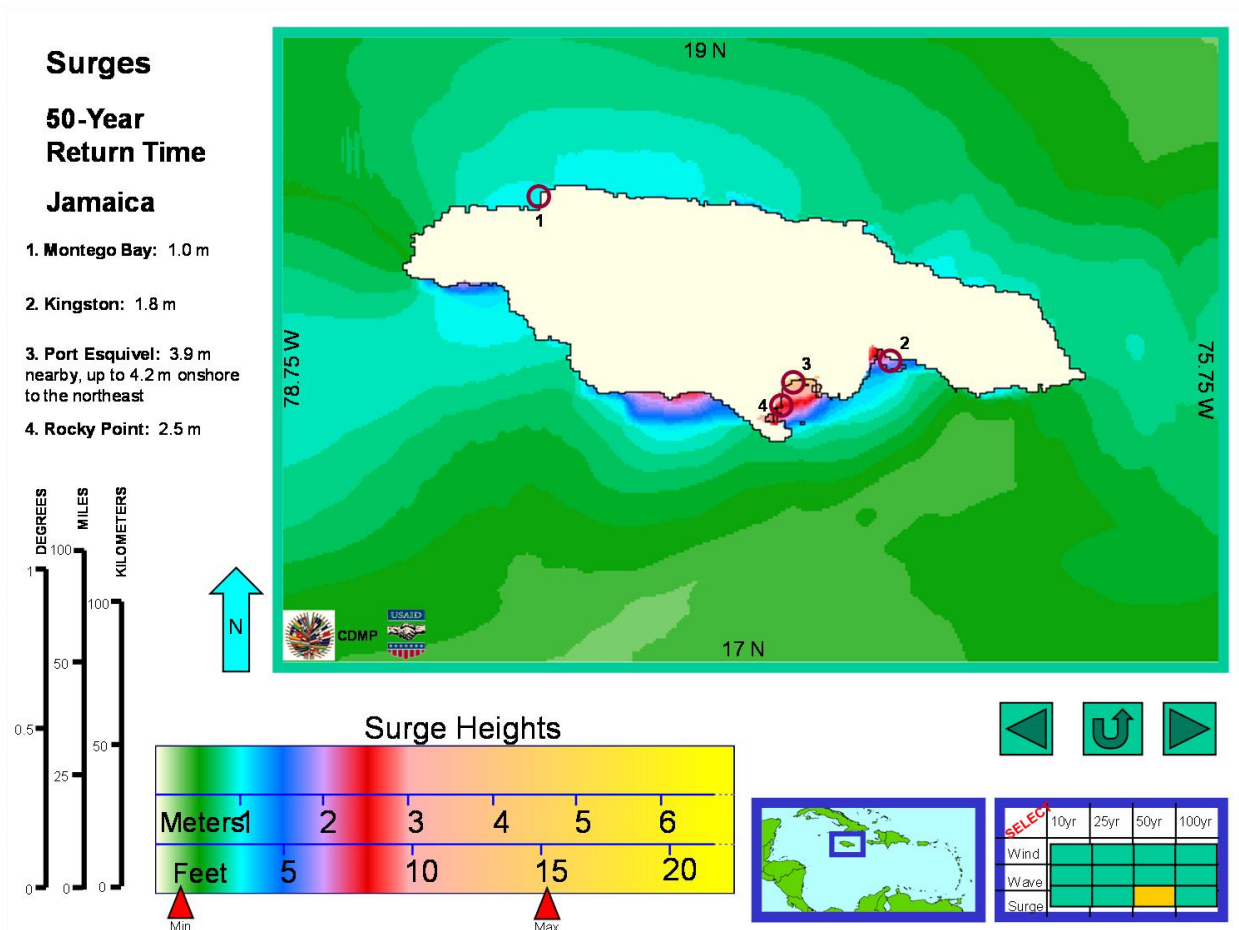 Surges
50-Year
Return Time
Jamaica
1. Montego Bay: 1.0 m
2. Kingston: 1.8 m
3. Port Esquivel: 3.9 m
nearby, up to 4.2 m onshore
to the northeast
4. Rocky Point: 2.5 m
19 N
78.75 W
75.75 W
17 N
1
2
3
4
CDMP
USAID
DEGREES
MILES
KILOMETERS
1
0.5
0
100
50
25
0
100
50
0
N
Surge Heights
Meters 1 2 3 4 5 6
Feet 5 10 15 20
Min
Max
SELECT 10yr 25yr 50yr 100yr
Wind
Wave
Surge